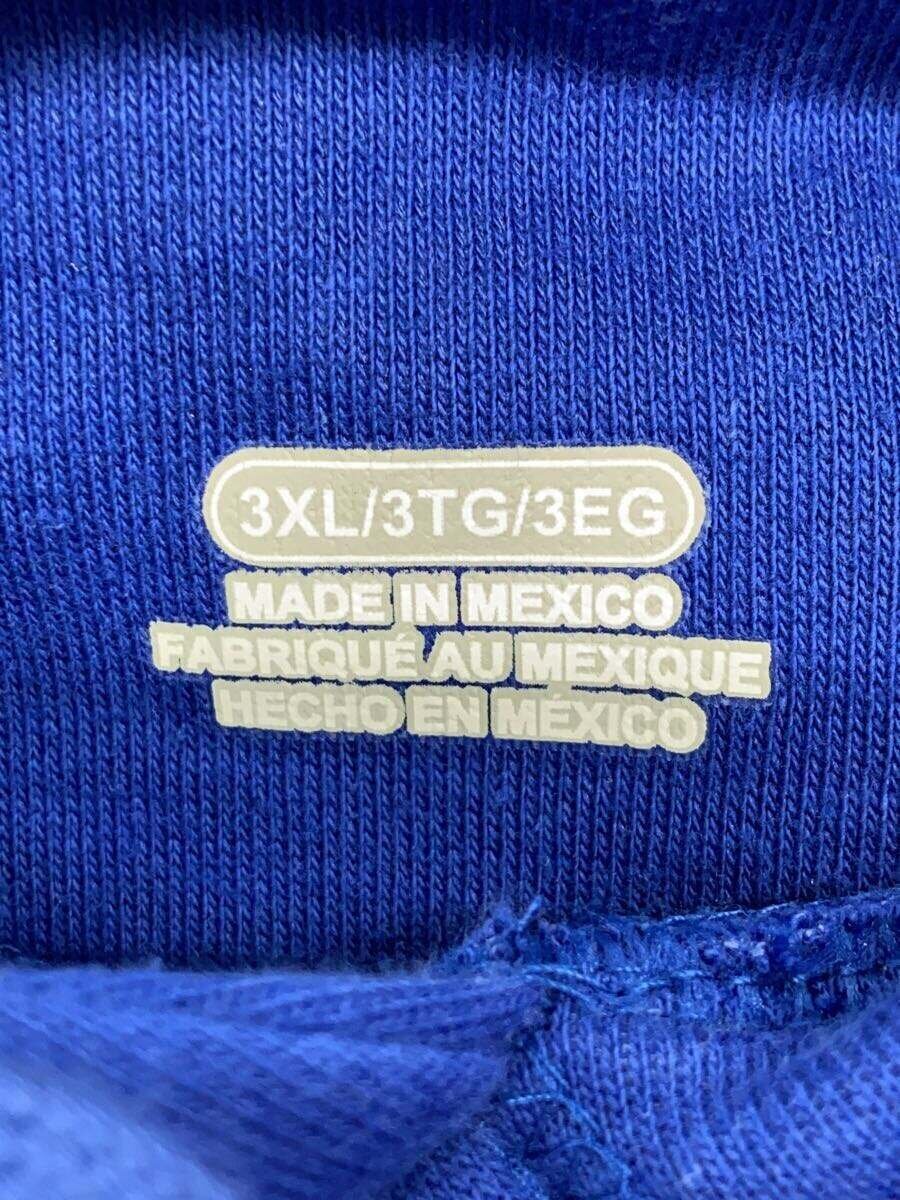 3XL/3TG/3EG
MADE IN MEXICO
FABRIQUÉ AU MEXIQUE
HECHO EN MÉXICO